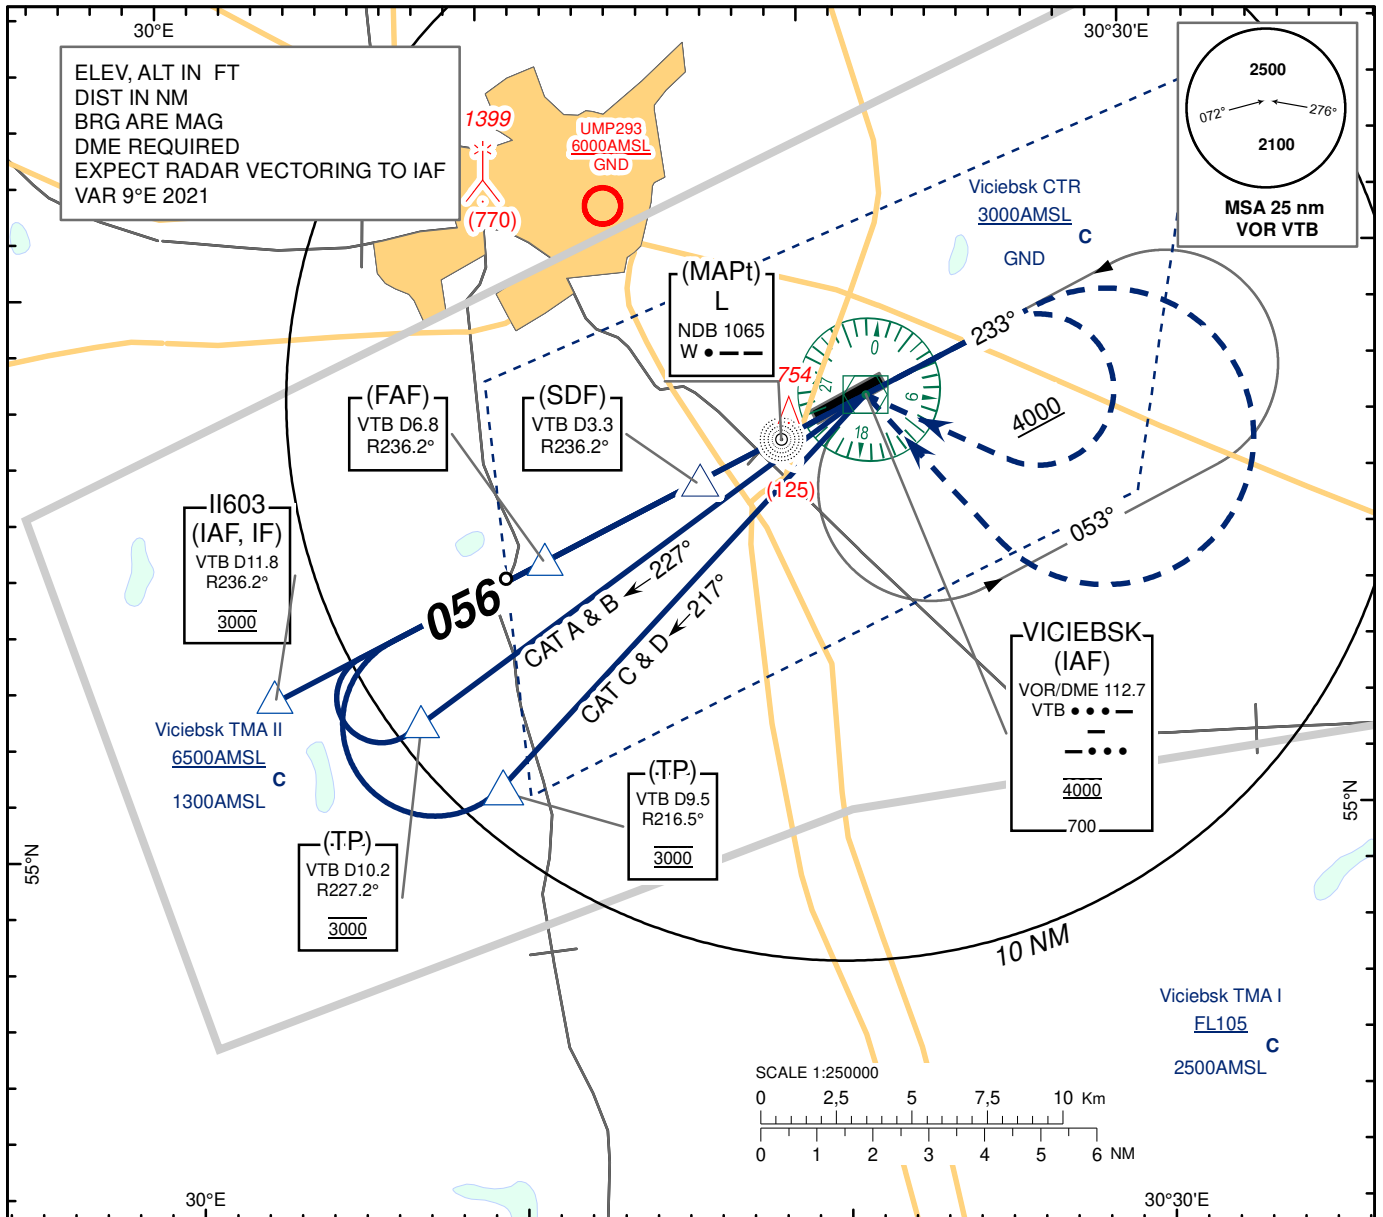 30°E
30°30'E
ELEV, ALT IN FT
DIST IN NM
BRG ARE MAG
DME REQUIRED
EXPECT RADAR VECTORING TO IAF
VAR 9°E 2021
1399
(770)
UMP293
6000AMSL
GND
2500
072°
276°
2100
MSA 25 nm
VOR VTB
Viciebsk CTR
3000AMSL
C
GND
(MAPt)
L
NDB 1065
W
754
(125)
0
9
18
27
233°
4000
053°
(FAF)
VTB D6.8
R236.2°
(SDF)
VTB D3.3
R236.2°
II603
(IAF, IF)
VTB D11.8
R236.2°
3000
056°
CAT A & B
227°
CAT C & D
217°
VICIEBSK
(IAF)
VOR/DME 112.7
VTB
4000
700
Viciebsk TMA II
6500AMSL
C
1300AMSL
(TP)
VTB D9.5
R216.5°
3000
(TP)
VTB D10.2
R227.2°
3000
55°N
55°N
10 NM
Viciebsk TMA I
FL105
C
2500AMSL
SCALE 1:250000
0 2,5 5 7,5 10 Km
0 1 2 3 4 5 6 NM
30°E
30°30'E